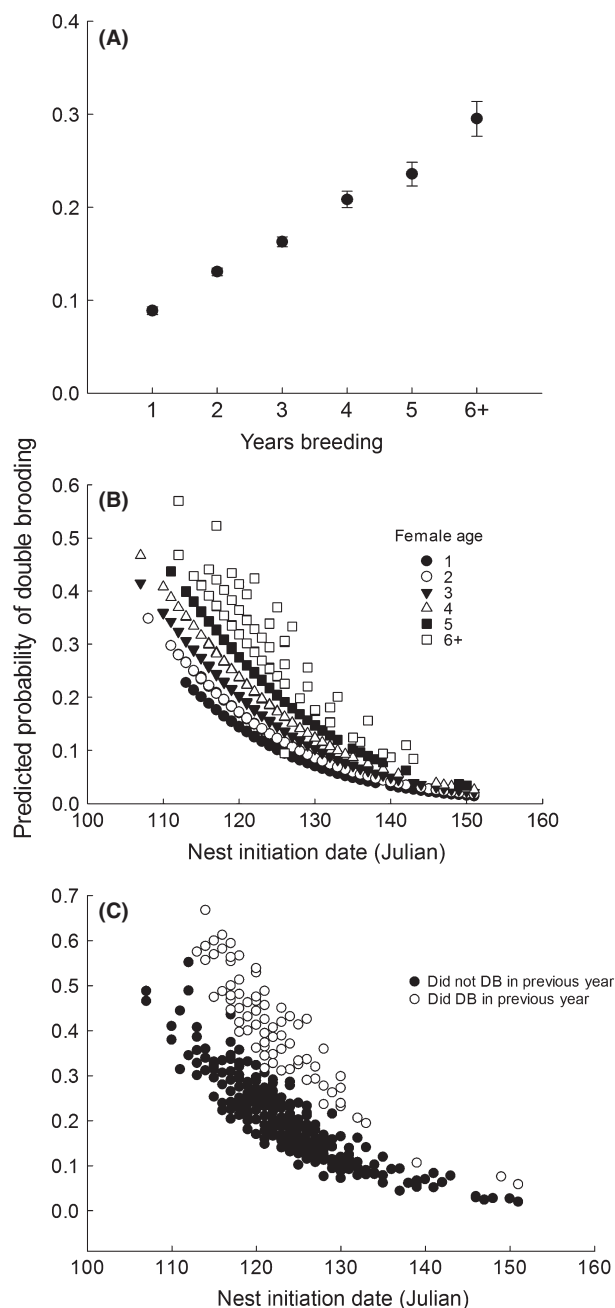 (A)
0.4
0.3
0.2
0.1
0.0
1 2 3 4 5 6+
Years breeding
Predicted probability of double brooding
(B)
0.6
0.5
0.4
0.3
0.2
0.1
0.0
Female age
1
2
3
4
5
6+
100 110 120 130 140 150 160
Nest initiation date (Julian)
(C)
0.7
0.6
0.5
0.4
0.3
0.2
0.1
0.0
Did not DB in previous year
Did DB in previous year
100 110 120 130 140 150 160
Nest initiation date (Julian)